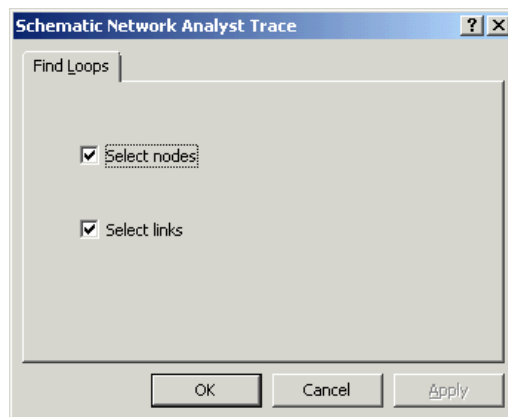 Schematic Network Analyst Trace
Find Loops
Select nodes
Select links
OK Cancel Apply